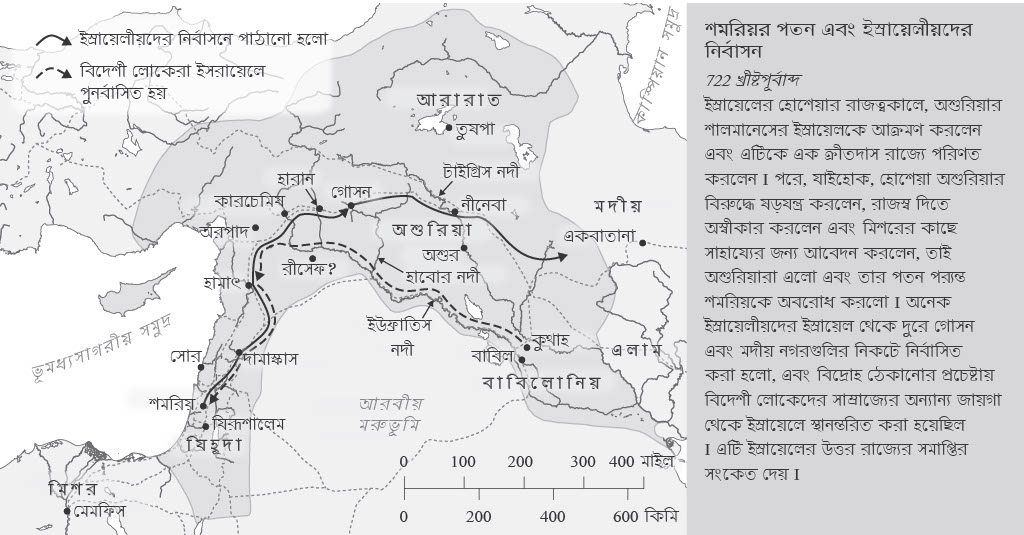 ইস্রায়েলীয়দের নির্বাসনে পাঠানো হলো
বিদেশী লোকেরা ইসরায়েলে
পুনর্বাসিত হয়
কাস্পিয়ান সমুদ্র
আরারাত
তুষপা
টাইগ্রিস নদী
হারান
গোসন
কারচেমিষ
নীনেবা
মদীয়
অশুরিয়া
একবাতানা
অঁরপাদ
অশুর
রীসেফ?
হাবোর নদী
হামাৎ
ইউফ্রাতিস
নদী
ভূমধ্যসাগরীয় সমুদ্র
কুথাহ
এলাম
সোর
দামাস্কাস
বাবিল
বাবিলোনিয়
শমরিয়
আরবীয়
মরুভূমি
যিরূশালেম
যিহূদা
মিশর
মেমফিস
0 100 200 300 400 মাইল
0 200 400 600 কিমি
শমরিয়র পতন এবং ইস্রায়েলীয়দের
নির্বাসন
722 খ্রীষ্টপূর্বাব্দ
ইস্রায়েলের হোশেয়ার রাজত্বকালে, অশুরিয়ার
শালমানেসের ইস্রায়েলকে আক্রমণ করলেন
এবং এটিকে এক ক্রীতদাস রাজ্যে পরিণত
করলেন I পরে, যাইহোক, হোশেয়া অশুরিয়ার
বিরুদ্ধে ষড়যন্ত্র করলেন, রাজস্ব দিতে
অস্বীকার করলেন এবং মিশরের কাছে
সাহায্যের জন্য আবেদন করলেন, তাই
অশুরিয়ারা এলো এবং তার পতন পর্য্যন্ত
শমরিয়কে অবরোধ করলো I অনেক
ইস্রায়েলীয়দের ইস্রায়েল থেকে দুরে গোসন
এবং মদীয় নগরগুলির নিকটে নির্বাসিত
করা হলো, এবং বিদ্রোহ ঠেকানোর প্রচেষ্টায়
বিদেশী লোকেদের সাম্রাজ্যের অন্যান্য জায়গা
থেকে ইস্রায়েলে স্থানন্তরিত করা হয়েছিল
I এটি ইস্রায়েলের উত্তর রাজ্যের সমাপ্তির
সংকেত দেয় I